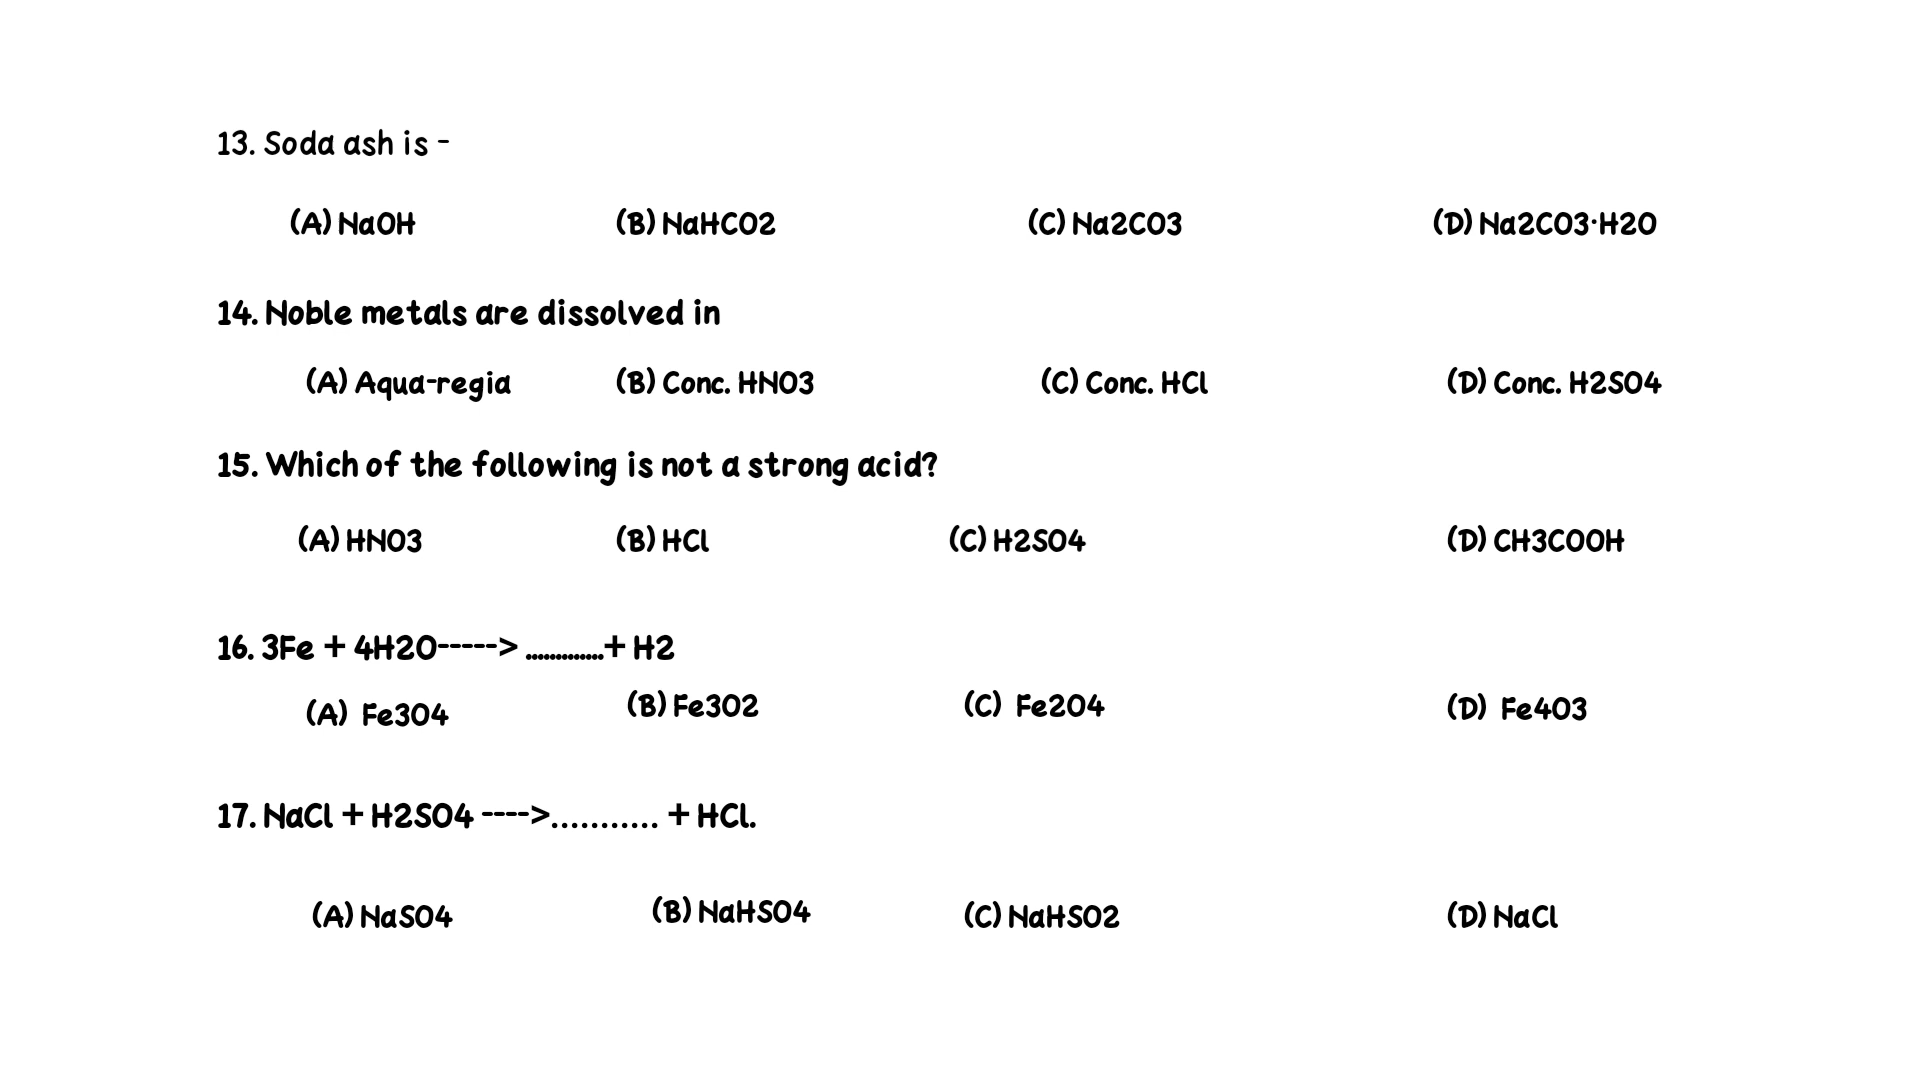 13. Soda ash is -
(A) NaOH (B) NaHCO2 (C) Na2CO3 (D) Na2CO3·H2O
14. Noble metals are dissolved in
(A) Aqua-regia (B) Conc. HNO3 (C) Conc. HCl (D) Conc. H2SO4
15. Which of the following is not a strong acid?
(A) HNO3 (B) HCl (C) H2SO4 (D) CH3COOH
16. 3Fe + 4H2O-----> .............+ H2
(A) Fe3O4 (B) Fe3O2 (C) Fe2O4 (D) Fe4O3
17. NaCl + H2SO4 ---->........... + HCl.
(A) NaSO4 (B) NaHSO4 (C) NaHSO2 (D) NaCl